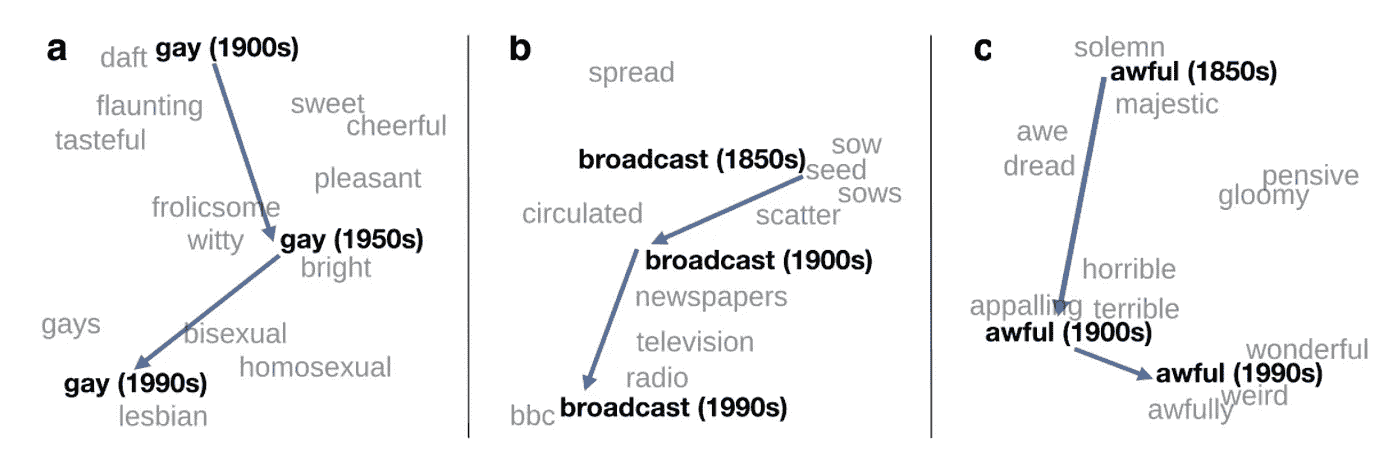 a
daft gay (1900s)
flaunting
sweet
tasteful
cheerful
pleasant
frolicsome
witty
gay (1950s)
bright
gays
bisexual
homosexual
gay (1990s)
lesbian
b
spread
sow
broadcast (1850s)
seed
sows
circulated
scatter
broadcast (1900s)
newspapers
television
radio
bbc broadcast (1990s)
c
solemn
awful (1850s)
majestic
awe
dread
pensive
gloomy
horrible
appalling terrible
awful (1900s)
wonderful
awful (1990s)
weird
awfully